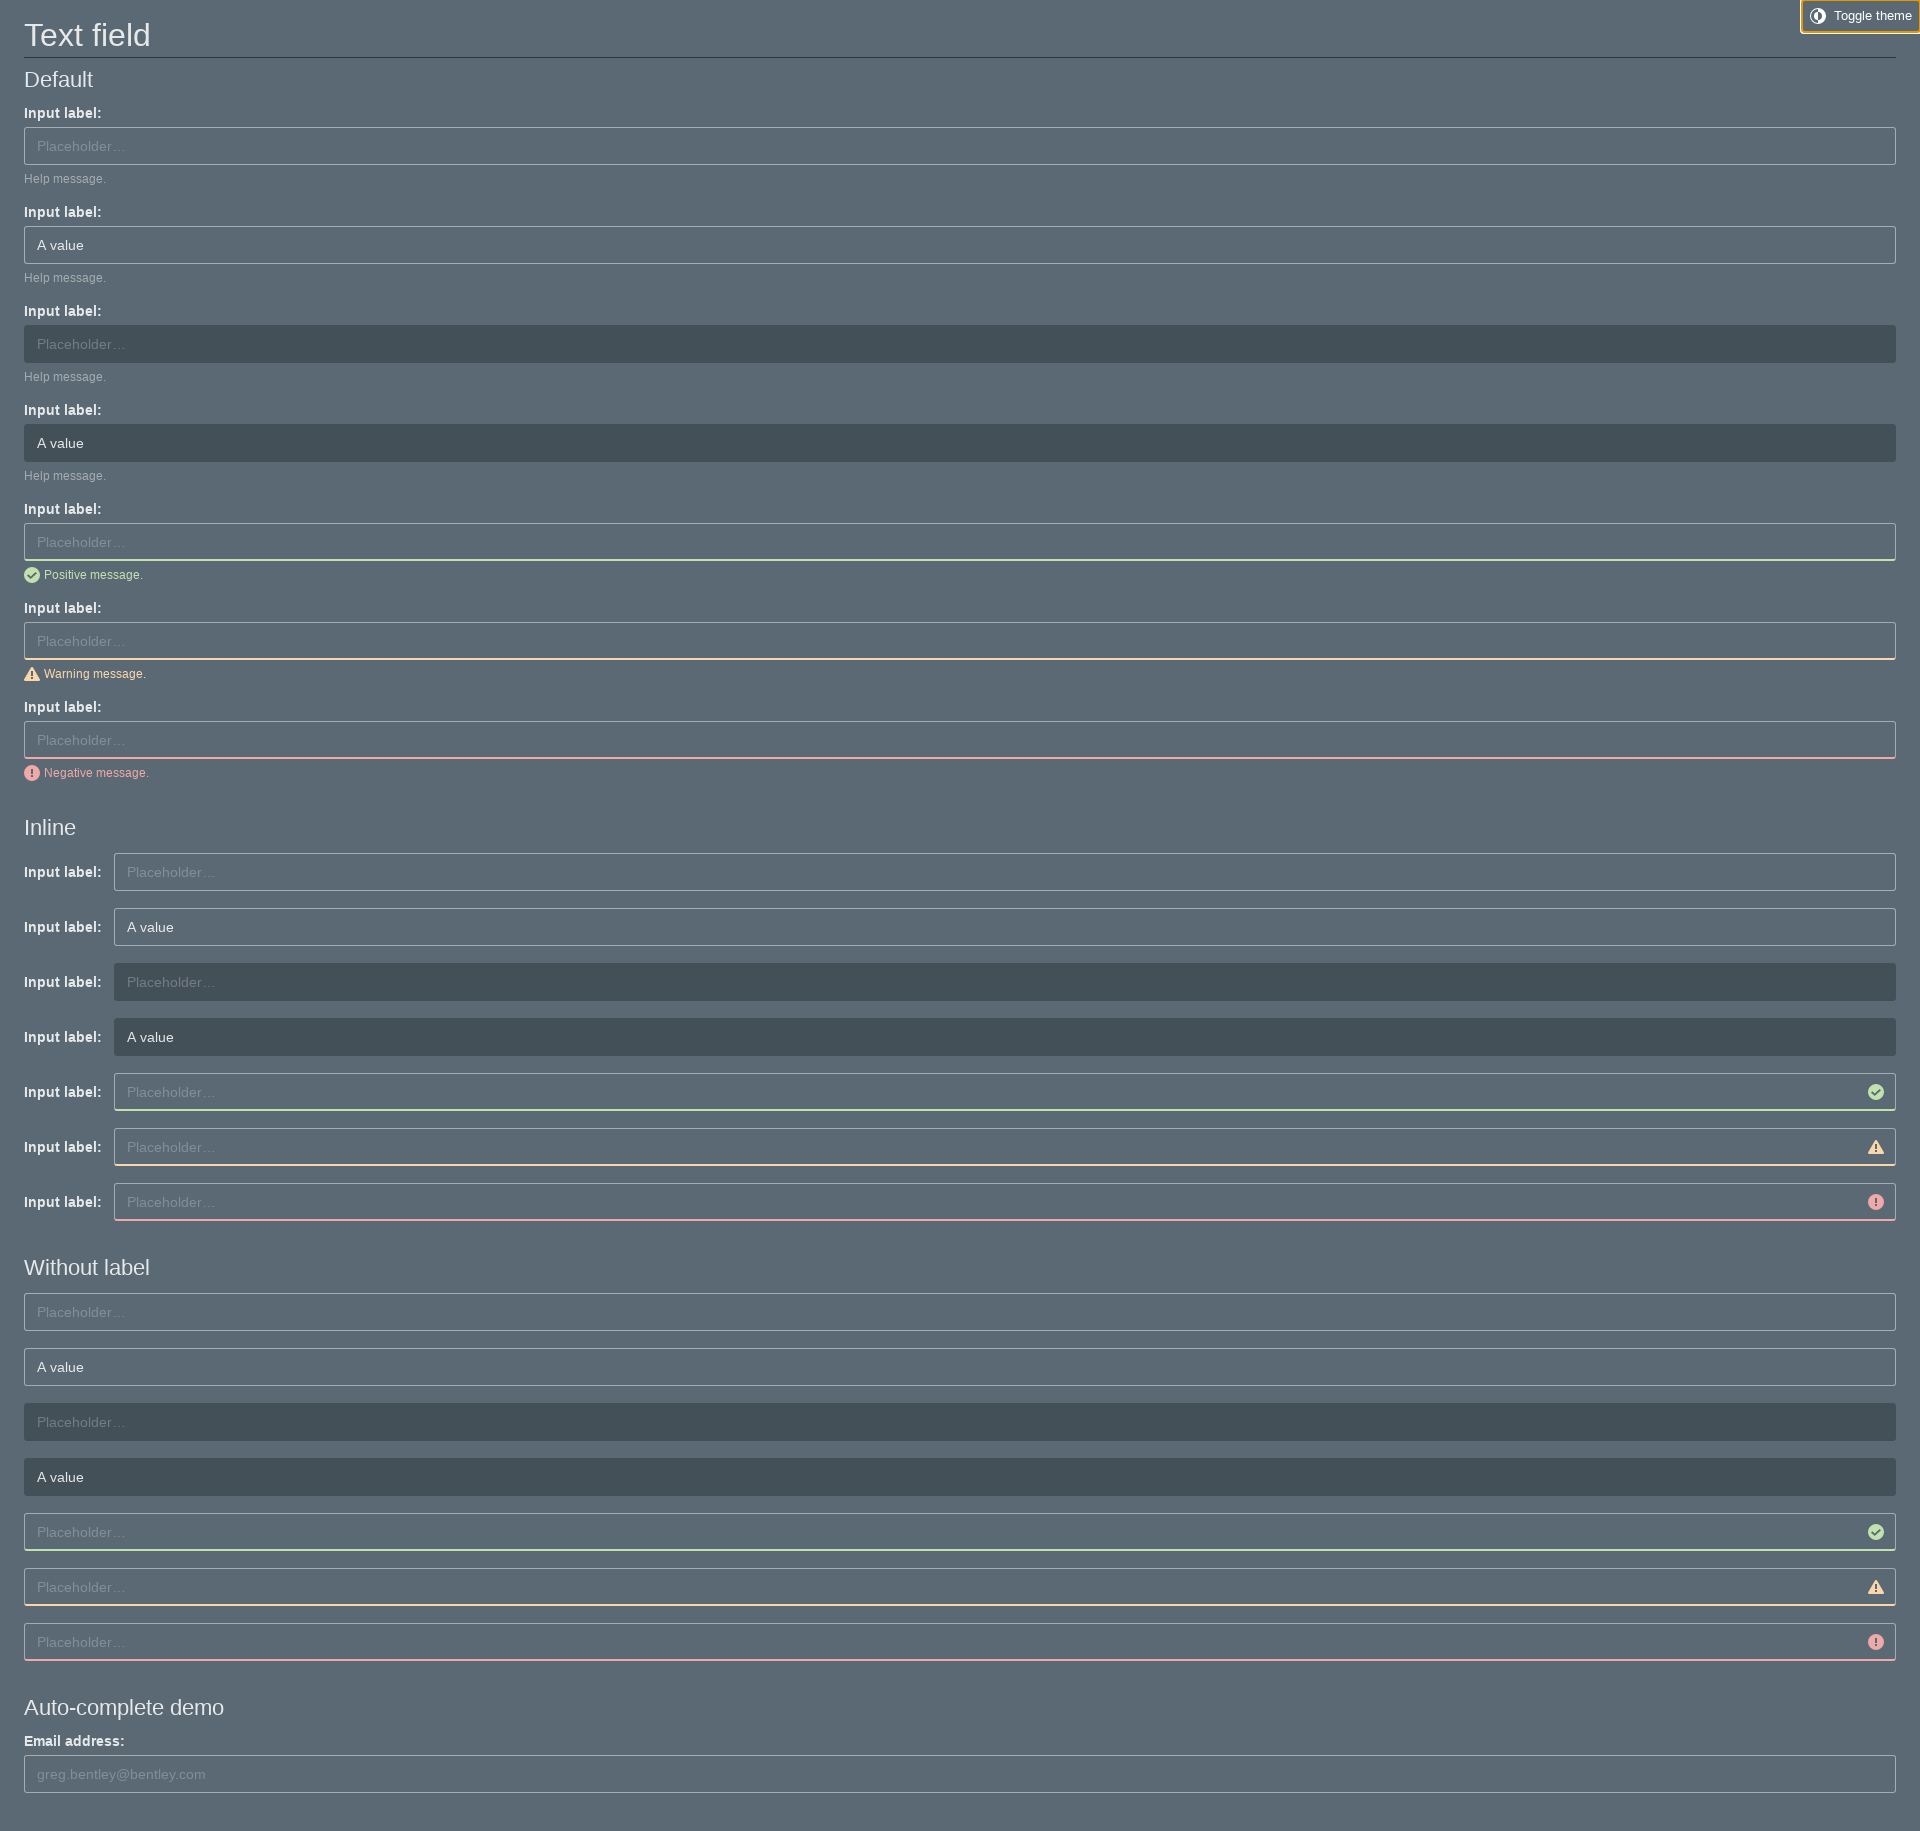 Toggle theme
Text field
Default
Input label:
Placeholder...
Help message.
Input label:
A value
Help message.
Input label:
Placeholder...
Help message.
Input label:
A value
Help message.
Input label:
Placeholder...
Positive message.
Input label:
Placeholder...
Warning message.
Input label:
Placeholder...
Negative message.
Inline
Input label: Placeholder...
Input label: A value
Input label: Placeholder...
Input label: A value
Input label: Placeholder...
Input label: Placeholder...
Input label: Placeholder...
Without label
Placeholder...
A value
Placeholder...
A value
Placeholder...
Placeholder...
Placeholder...
Auto-complete demo
Email address:
greg.bentley@bentley.com